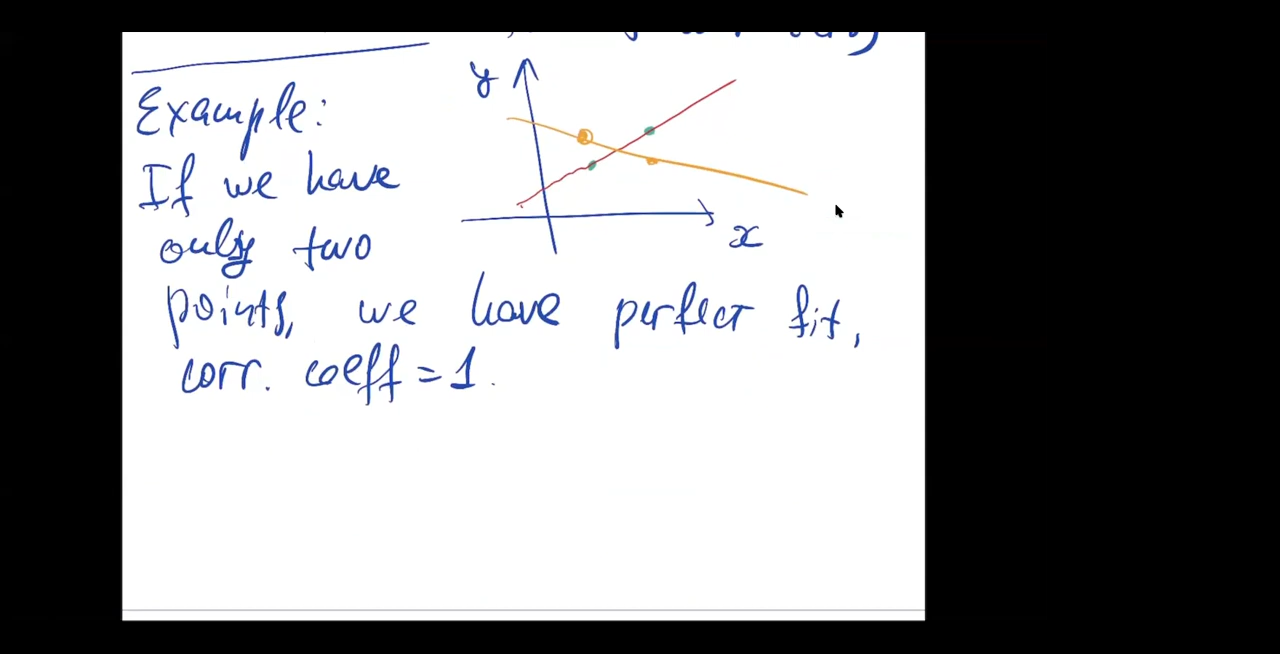 Example:
y
If we have
only two
x
points, we have perfect fit,
corr. coeff = 1.